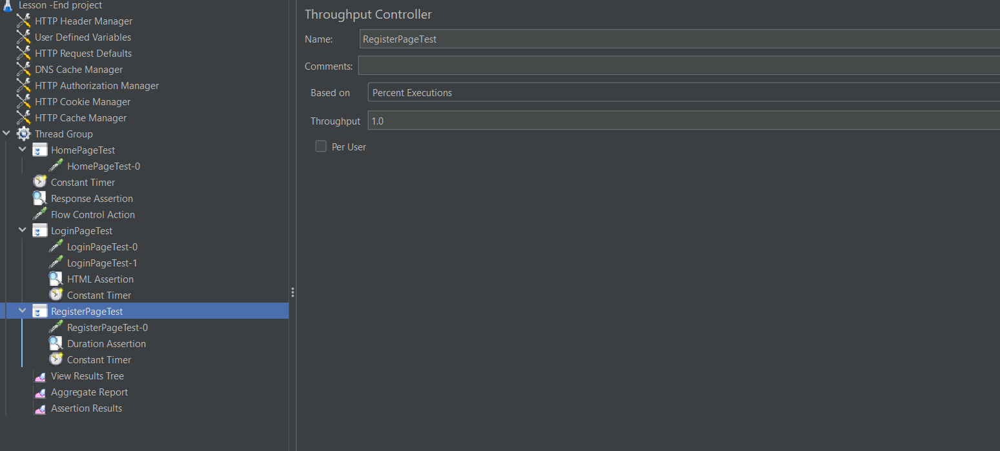 Lesson -End project
HTTP Header Manager
User Defined Variables
HTTP Request Defaults
DNS Cache Manager
HTTP Authorization Manager
HTTP Cookie Manager
HTTP Cache Manager
Thread Group
HomePageTest
HomePageTest-0
Constant Timer
Response Assertion
Flow Control Action
LoginPageTest
LoginPageTest-0
LoginPageTest-1
HTML Assertion
Constant Timer
RegisterPageTest
RegisterPageTest-0
Duration Assertion
Constant Timer
View Results Tree
Aggregate Report
Assertion Results
Throughput Controller
Name: RegisterPageTest
Comments:
Based on Percent Executions
Throughput 1.0
Per User